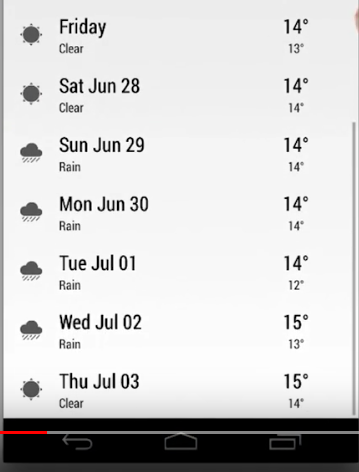 Friday 14°
Clear 13°
Sat Jun 28 14°
Clear 14°
Sun Jun 29 14°
Rain 14°
Mon Jun 30 14°
Rain 14°
Tue Jul 01 14°
Rain 12°
Wed Jul 02 15°
Rain 13°
Thu Jul 03 15°
Clear 14°